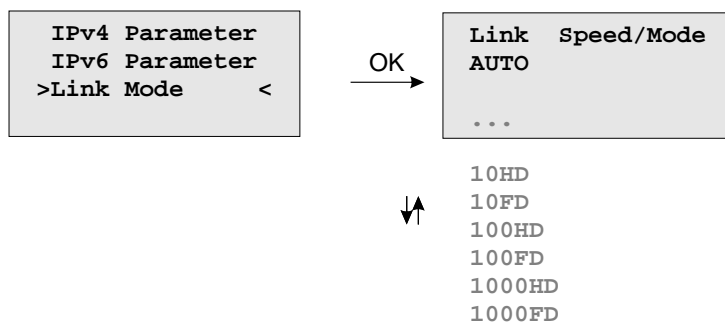 IPv4 Parameter
IPv6 Parameter
>Link Mode <
OK
Link Speed/Mode
AUTO
...
10HD
10FD
100HD
100FD
1000HD
1000FD